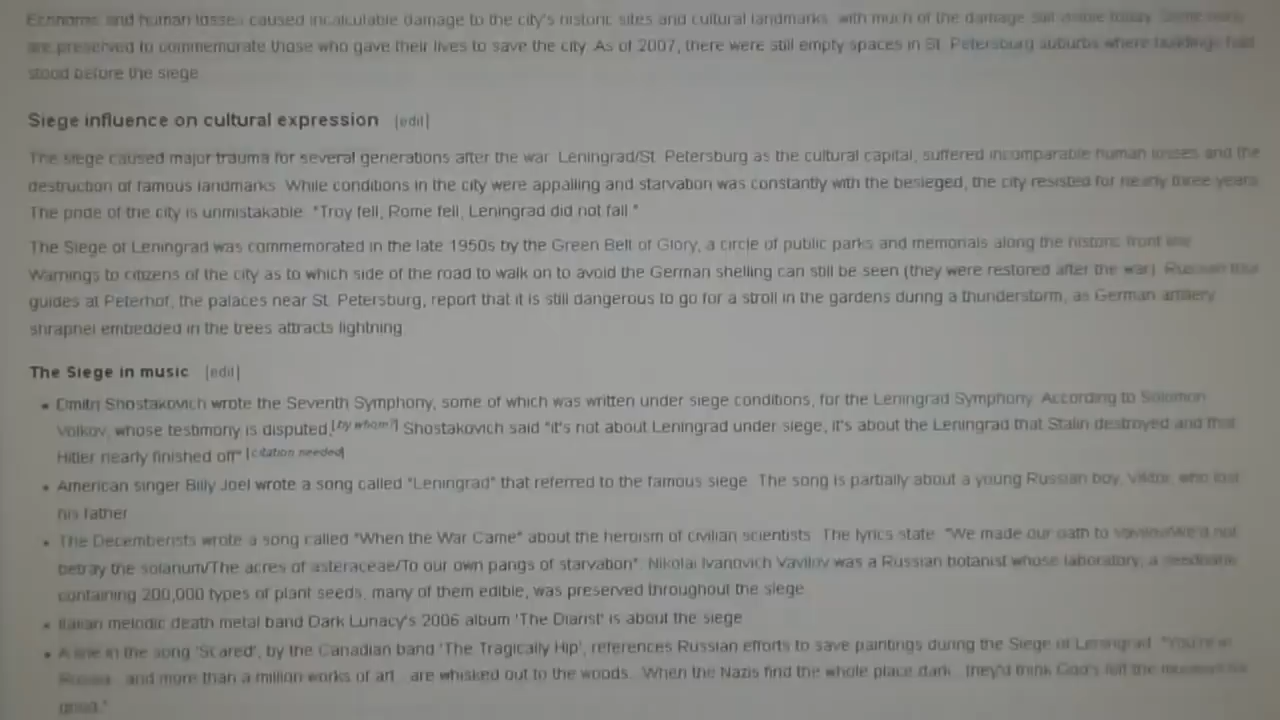 Economic and human losses caused incalculable damage to the city's historic sites and cultural landmarks, with much of the damage still visible today. Some ruins
are preserved to commemorate those who gave their lives to save the city. As of 2007, there were still empty spaces in St. Petersburg suburbs where buildings had
stood before the siege.
Siege influence on cultural expression [edit]
The siege caused major trauma for several generations after the war. Leningrad/St. Petersburg as the cultural capital, suffered incomparable human losses and the
destruction of famous landmarks. While conditions in the city were appalling and starvation was constantly with the besieged, the city resisted for nearly three years.
The pride of the city is unmistakable: "Troy fell, Rome fell, Leningrad did not fall."
The Siege of Leningrad was commemorated in the late 1950s by the Green Belt of Glory, a circle of public parks and memorials along the historic front line.
Warnings to citizens of the city as to which side of the road to walk on to avoid the German shelling can still be seen (they were restored after the war). Russian tour
guides at Peterhof, the palaces near St. Petersburg, report that it is still dangerous to go for a stroll in the gardens during a thunderstorm, as German artillery
shrapnel embedded in the trees attracts lightning.
The Siege in music [edit]
• Dmitri Shostakovich wrote the Seventh Symphony, some of which was written under siege conditions, for the Leningrad Symphony. According to Solomon
Volkov, whose testimony is disputed,[by whom?] Shostakovich said "it's not about Leningrad under siege, it's about the Leningrad that Stalin destroyed and that
Hitler nearly finished off".[citation needed]
• American singer Billy Joel wrote a song called "Leningrad" that referred to the famous siege. The song is partially about a young Russian boy, Viktor, who lost
his father.
• The Decemberists wrote a song called "When the War Came" about the heroism of civilian scientists. The lyrics state: "We made our oath to Vavilov/We'd not
betray the solanum/The acres of asteraceae/To our own pangs of starvation". Nikolai Ivanovich Vavilov was a Russian botanist whose laboratory, a seedbank
containing 200,000 types of plant seeds, many of them edible, was preserved throughout the siege.
• Italian melodic death metal band Dark Lunacy's 2006 album 'The Diarist' is about the siege.
• A line in the song 'Scared', by the Canadian band 'The Tragically Hip', references Russian efforts to save paintings during the Siege of Leningrad. "You're in
Russia... and more than a million works of art... are whisked out to the woods... When the Nazis find the whole place dark... they'd think God's left the museum for
good."